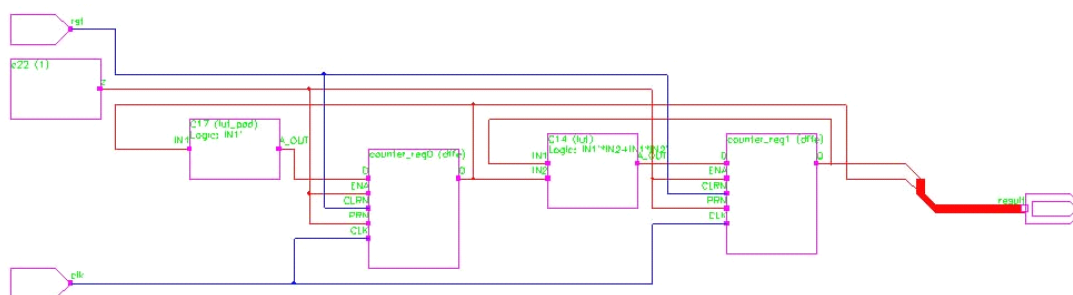 rst
c22 (1)
Z
C17 (lut_pad)
Logic: IN1'
IN1
A_OUT
counter_reg0 (dffe)
D
ENA
CLRN
PRN
CLK
Q
C14 (lut)
Logic: IN1'*IN2+IN1*IN2'
IN1
IN2
A_OUT
counter_reg1 (dffe)
D
ENA
CLRN
PRN
CLK
Q
result
clk